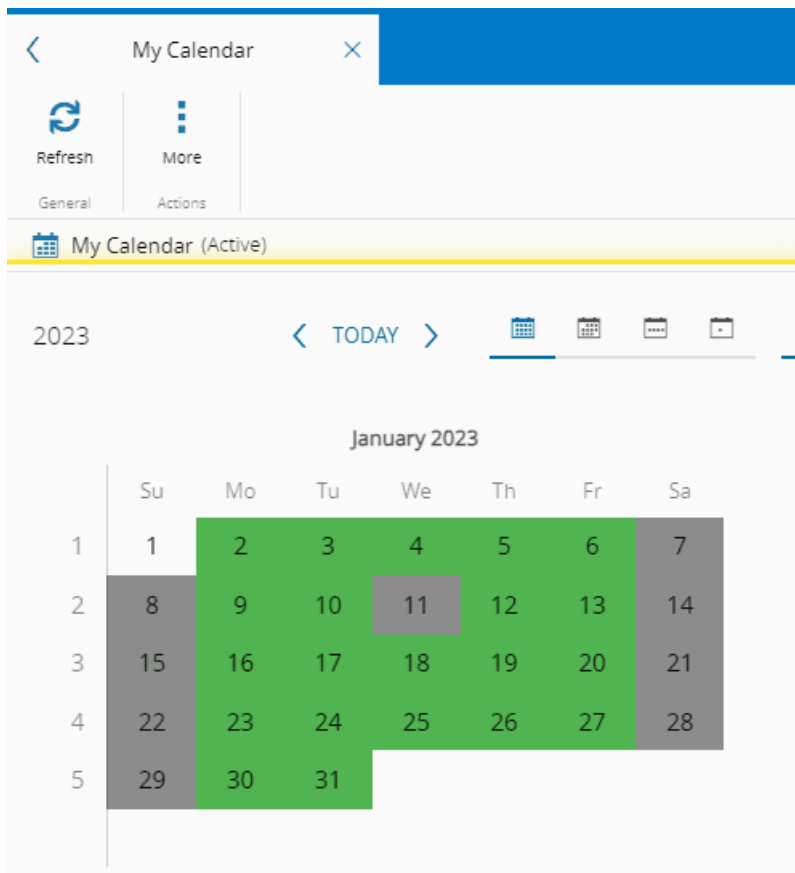 My Calendar
Refresh More
General Actions
My Calendar (Active)
2023 TODAY
January 2023
Su Mo Tu We Th Fr Sa
1 1 2 3 4 5 6 7
2 8 9 10 11 12 13 14
3 15 16 17 18 19 20 21
4 22 23 24 25 26 27 28
5 29 30 31